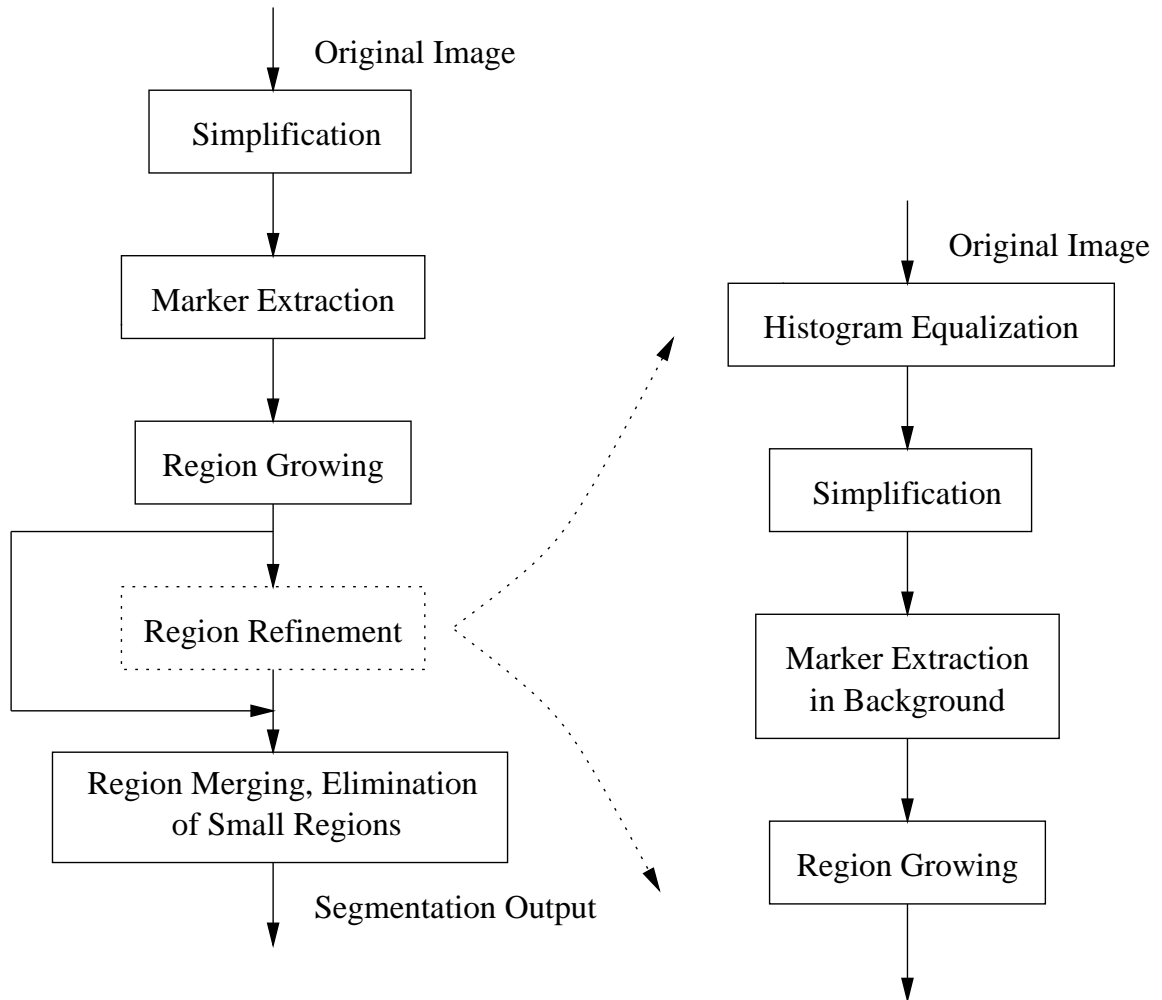 Original Image
Simplification
Marker Extraction
Region Growing
Region Refinement
Region Merging, Elimination
of Small Regions
Segmentation Output
Original Image
Histogram Equalization
Simplification
Marker Extraction
in Background
Region Growing